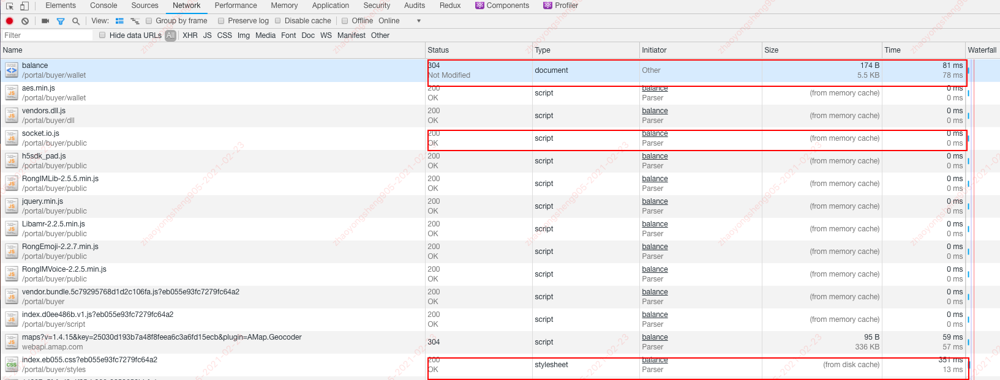 Elements Console Sources Network Performance Memory Application Security Audits Redux Components Profiler
View: Group by frame Preserve log Disable cache Offline Online
Filter Hide data URLs All XHR JS CSS Img Media Font Doc WS Manifest Other
Name Status Type Initiator Size Time Waterfall
balance 304 document Other 174 B 81 ms
/portal/buyer/wallet Not Modified 5.5 KB 78 ms
aes.min.js 200 script balance (from memory cache) 0 ms
/portal/buyer/wallet OK Parser 0 ms
vendors.dll.js 200 script balance (from memory cache) 0 ms
/portal/buyer/dll OK Parser 0 ms
socket.io.js 200 script balance (from memory cache) 0 ms
/portal/buyer/public OK Parser 0 ms
h5sdk_pad.js 200 script balance (from memory cache) 0 ms
/portal/buyer/public OK Parser 0 ms
RongIMLib-2.5.5.min.js 200 script balance (from memory cache) 0 ms
/portal/buyer/public OK Parser 0 ms
jquery.min.js 200 script balance (from memory cache) 0 ms
/portal/buyer/public OK Parser 0 ms
Libamr-2.2.5.min.js 200 script balance (from memory cache) 0 ms
/portal/buyer/public OK Parser 0 ms
RongEmoji-2.2.7.min.js 200 script balance (from memory cache) 0 ms
/portal/buyer/public OK Parser 0 ms
RongIMVoice-2.2.5.min.js 200 script balance (from memory cache) 0 ms
/portal/buyer/public OK Parser 0 ms
vendor.bundle.5c79295768d1d2c106fa.js?eb055e93fc7279fc64a2 200 script balance (from memory cache) 0 ms
/portal/buyer OK Parser 0 ms
index.d0ee486b.v1.js?eb055e93fc7279fc64a2 200 script balance (from memory cache) 0 ms
/portal/buyer/script OK Parser 0 ms
maps?v=1.4.15&key=25030d193b7a48f8feea6c3a6fd15ecb&plugin=AMap.Geocoder 304 script balance 95 B 59 ms
webapi.amap.com Parser 336 KB 57 ms
index.eb055.css?eb055e93fc7279fc64a2 200 stylesheet balance (from disk cache) 351 ms
/portal/buyer/styles OK Parser 13 ms
zhaoyongsheng905-2021-02-23